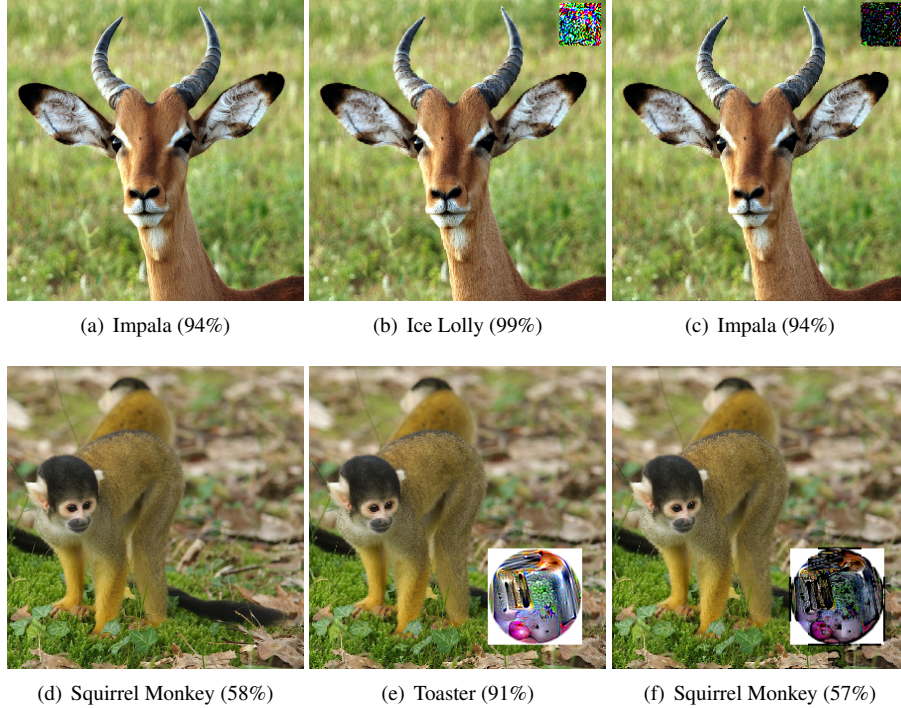 (a) Impala (94%)
(b) Ice Lolly (99%)
(c) Impala (94%)
(d) Squirrel Monkey (58%)
(e) Toaster (91%)
(f) Squirrel Monkey (57%)